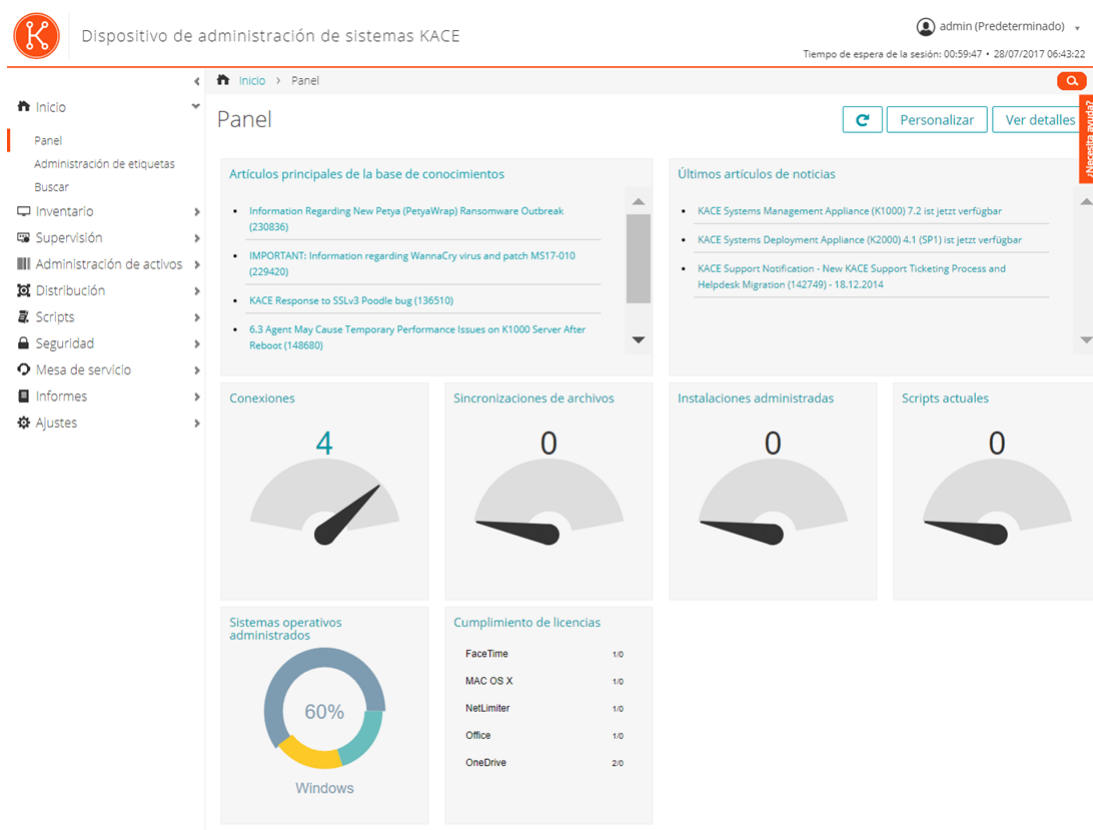 Dispositivo de administración de sistemas KACE
admin (Predeterminado)
Tiempo de espera de la sesión: 00:59:47 • 28/07/2017 06:43:22
Inicio > Panel
¿Necesita ayuda?
Inicio
Panel
Administración de etiquetas
Buscar
Inventario
Supervisión
Administración de activos
Distribución
Scripts
Seguridad
Mesa de servicio
Informes
Ajustes
Panel
Personalizar
Ver detalles
Artículos principales de la base de conocimientos
Information Regarding New Petya (PetyaWrap) Ransomware Outbreak
(230836)
IMPORTANT: Information regarding WannaCry virus and patch MS17-010
(229420)
KACE Response to SSLv3 Poodle bug (136510)
6.3 Agent May Cause Temporary Performance Issues on K1000 Server After
Reboot (148680)
Últimos artículos de noticias
KACE Systems Management Appliance (K1000) 7.2 ist jetzt verfügbar
KACE Systems Deployment Appliance (K2000) 4.1 (SP1) ist jetzt verfügbar
KACE Support Notification - New KACE Support Ticketing Process and
Helpdesk Migration (142749) - 18.12.2014
Conexiones
4
Sincronizaciones de archivos
0
Instalaciones administradas
0
Scripts actuales
0
Sistemas operativos
administrados
60%
Windows
Cumplimiento de licencias
FaceTime 1/0
MAC OS X 1/0
NetLimiter 1/0
Office 1/0
OneDrive 2/0